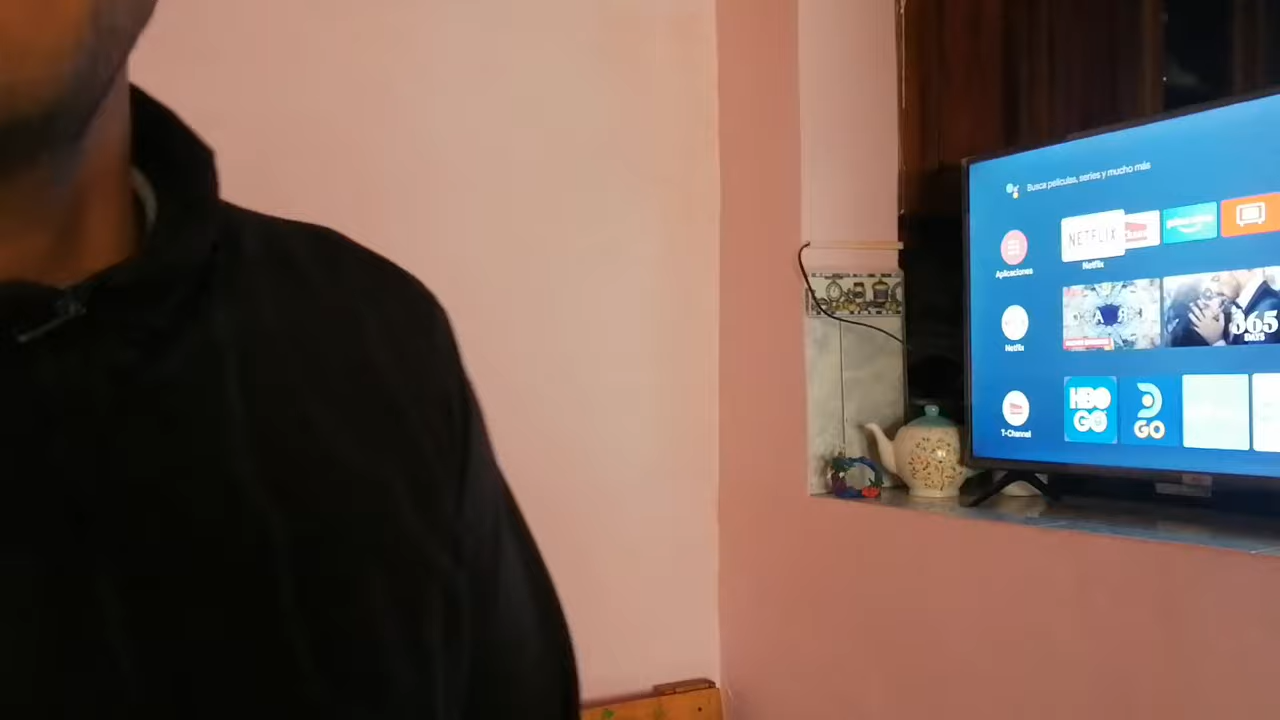 Busca películas, series y mucho más
NETFLIX
Netflix
Aplicaciones
365
DAYS
Netflix
HBO
GO
GO
T-Channel